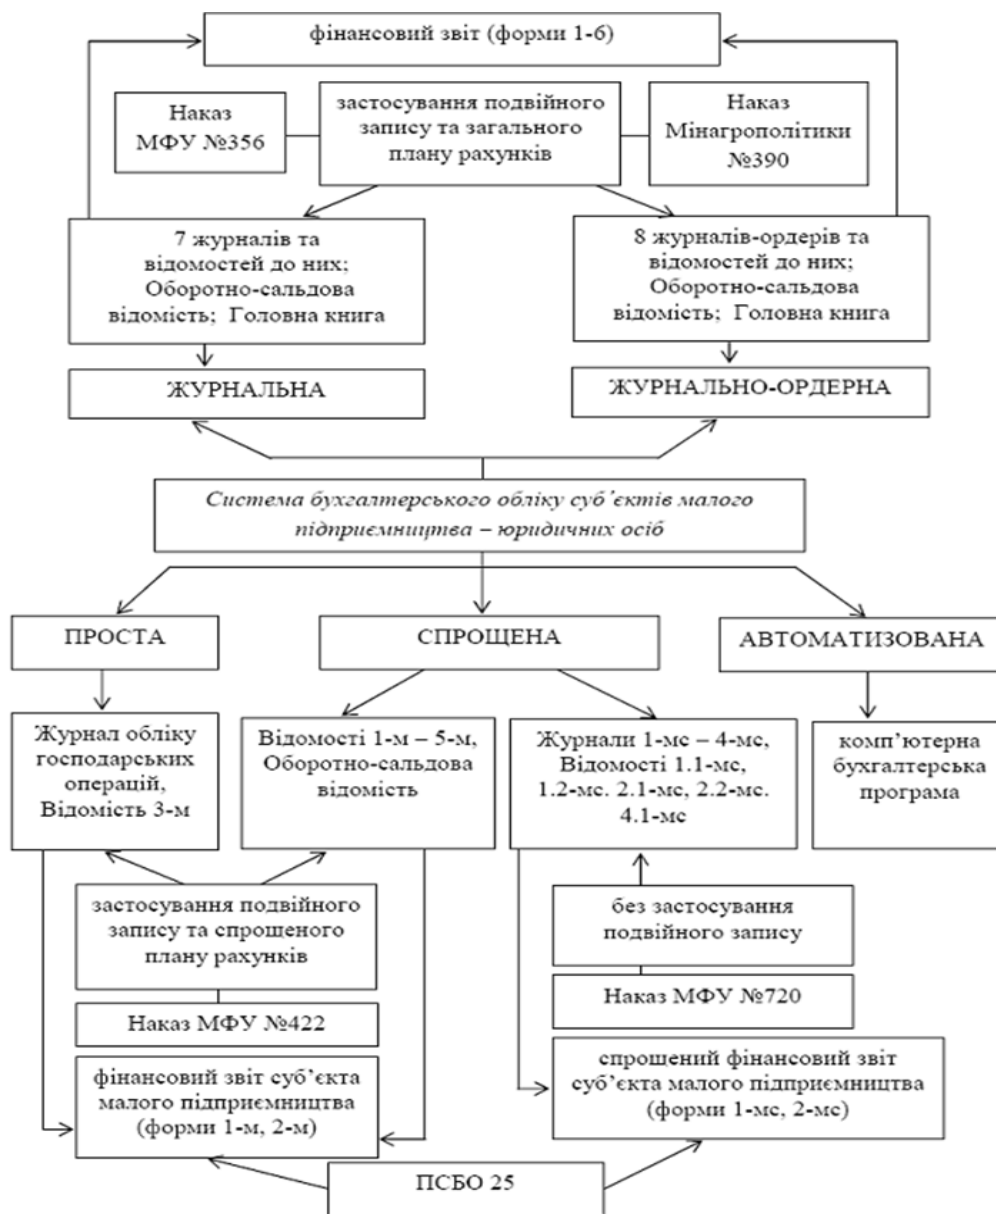 фінансовий звіт (форми 1-6)
Наказ
МФУ №356
застосування подвійного
запису та загального
плану рахунків
Наказ
Мінагрополітики
№390
7 журналів та
відомостей до них;
Оборотно-сальдова
відомість; Головна книга
8 журналів-ордерів та
відомостей до них;
Оборотно-сальдова
відомість; Головна книга
ЖУРНАЛЬНА
ЖУРНАЛЬНО-ОРДЕРНА
Система бухгалтерського обліку суб’єктів малого
підприємництва – юридичних осіб
ПРОСТА
СПРОЩЕНА
АВТОМАТИЗОВАНА
Журнал обліку
господарських
операцій,
Відомість 3-м
Відомості 1-м – 5-м,
Оборотно-сальдова
відомість
Журнали 1-мс – 4-мс,
Відомості 1.1-мс,
1.2-мс. 2.1-мс, 2.2-мс.
4.1-мс
комп’ютерна
бухгалтерська
програма
застосування подвійного
запису та спрощеного
плану рахунків
без застосування
подвійного запису
Наказ МФУ №422
Наказ МФУ №720
фінансовий звіт суб’єкта
малого підприємництва
(форми 1-м, 2-м)
спрощений фінансовий звіт
суб’єкта малого підприємництва
(форми 1-мс, 2-мс)
ПСБО 25